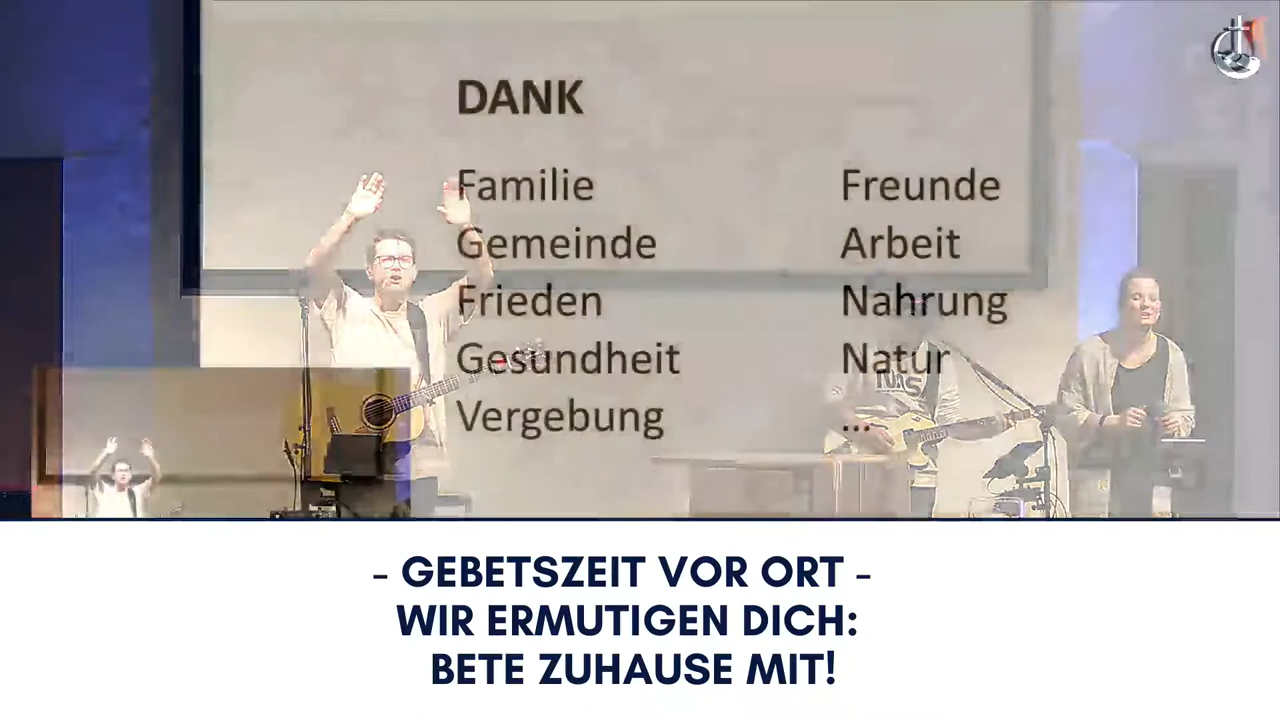 DANK
Familie
Gemeinde
Frieden
Gesundheit
Vergebung
Freunde
Arbeit
Nahrung
Natur
...
- GEBETSZEIT VOR ORT -
WIR ERMUTIGEN DICH:
BETE ZUHAUSE MIT!